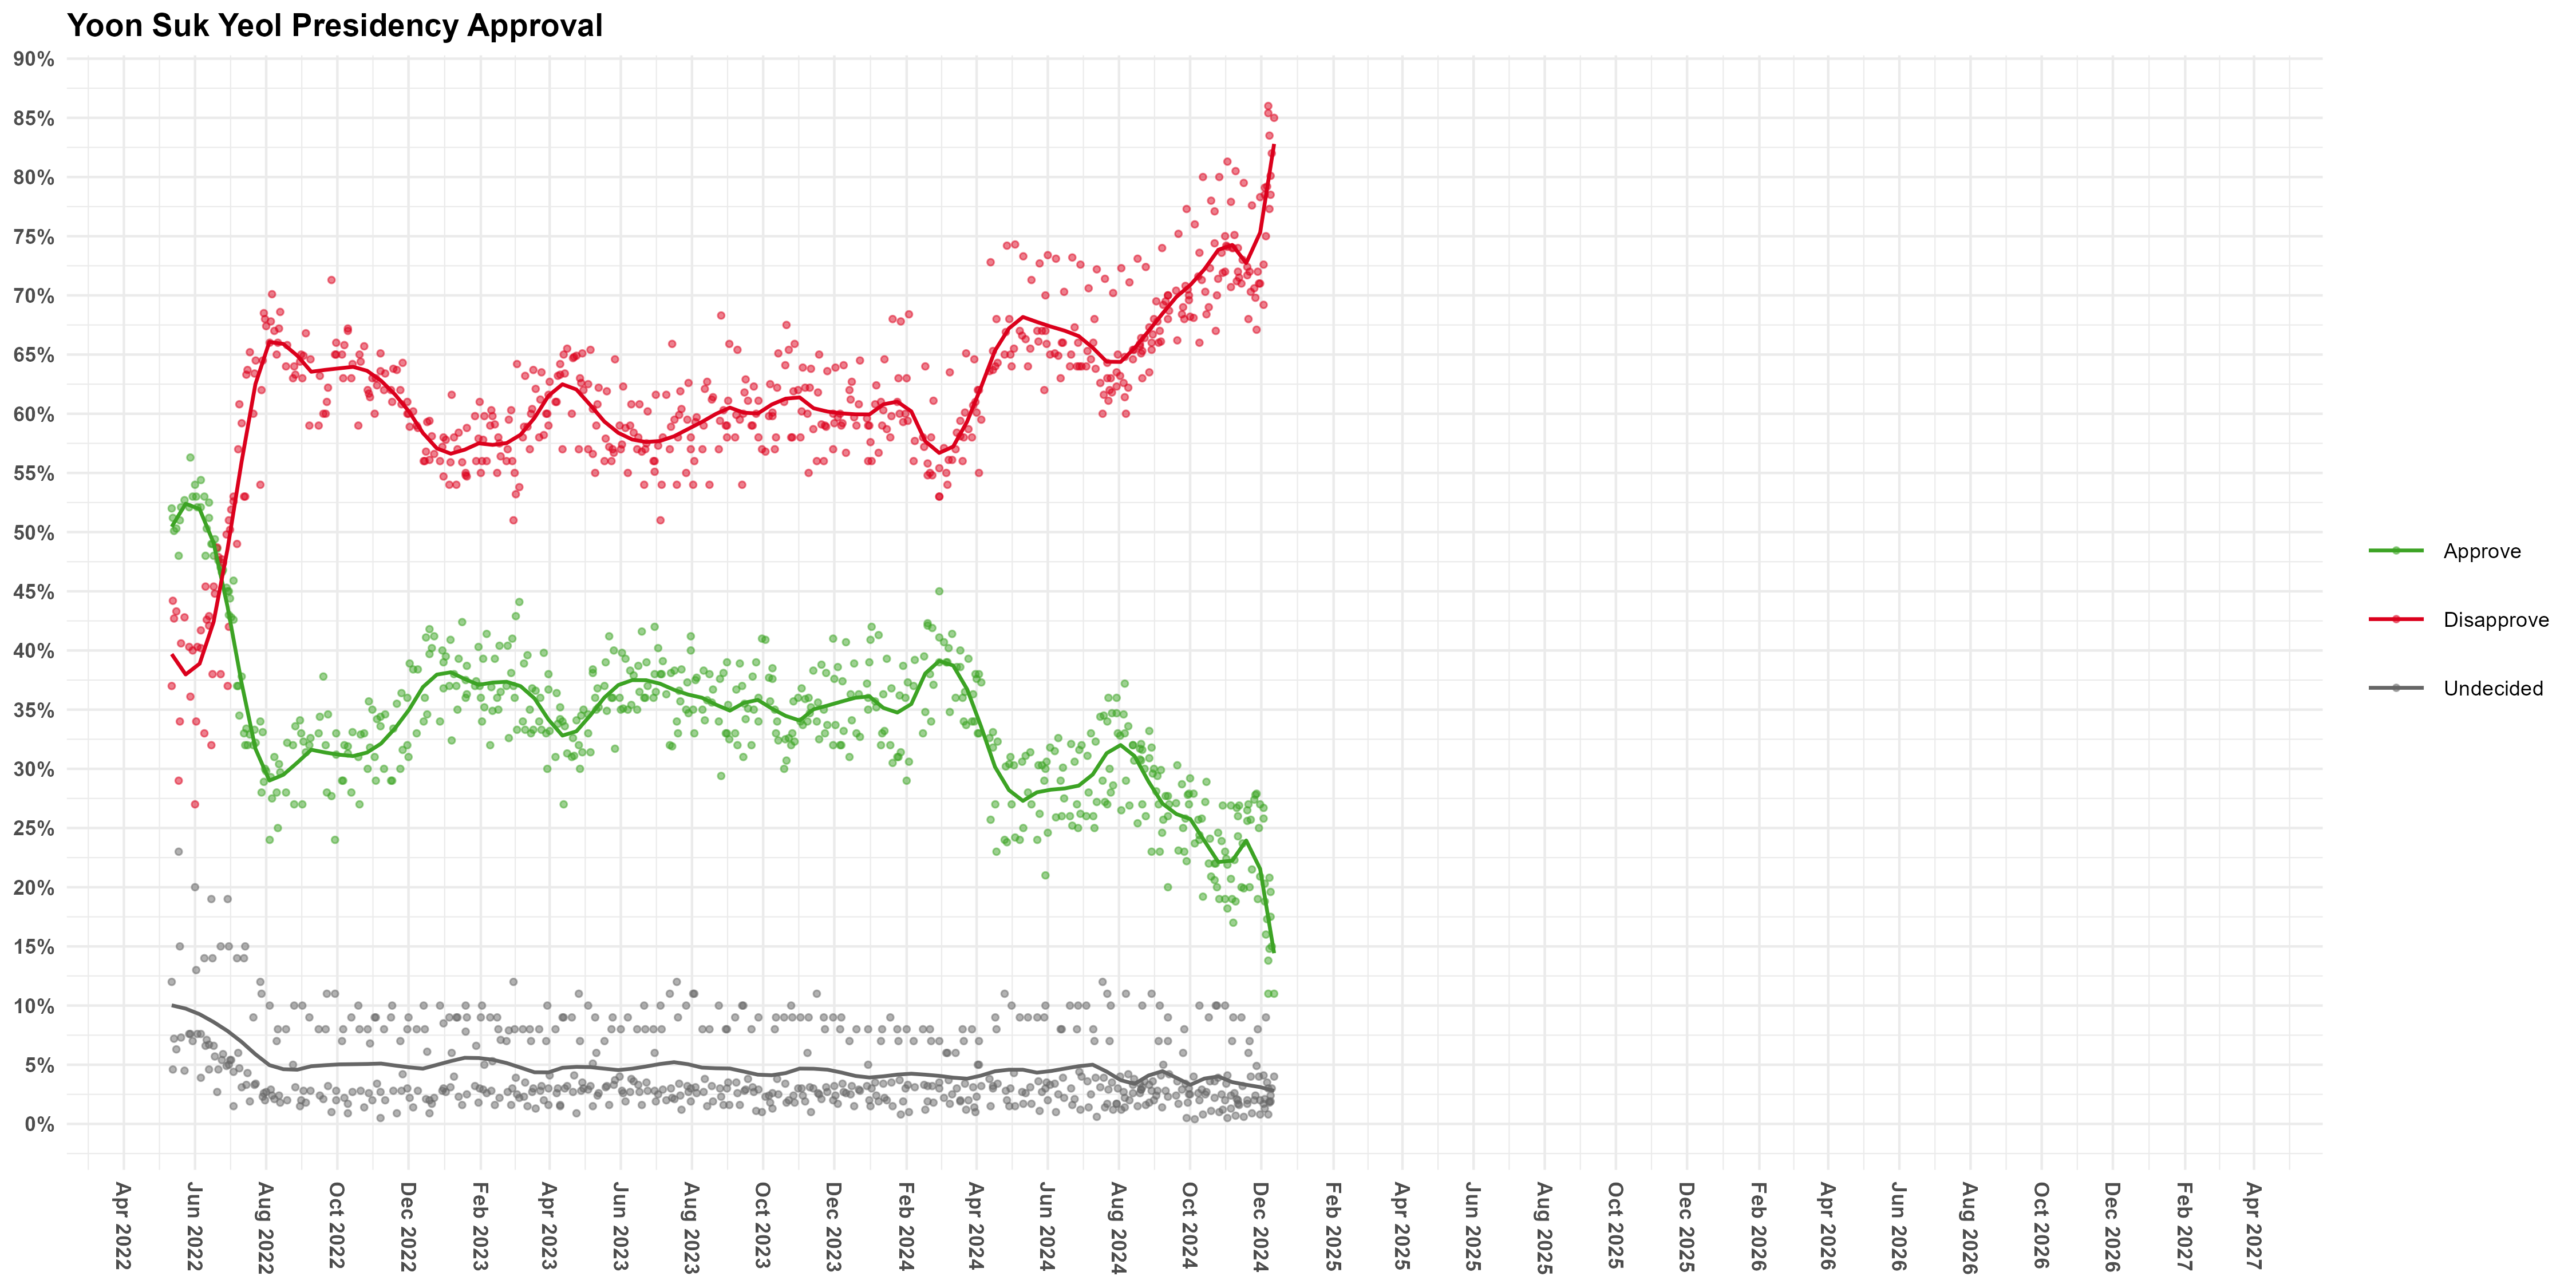 Yoon Suk Yeol Presidency Approval
90%
85%
80%
75%
70%
65%
60%
55%
50%
45%
40%
35%
30%
25%
20%
15%
10%
5%
0%
Apr 2022
Jun 2022
Aug 2022
Oct 2022
Dec 2022
Feb 2023
Apr 2023
Jun 2023
Aug 2023
Oct 2023
Dec 2023
Feb 2024
Apr 2024
Jun 2024
Aug 2024
Oct 2024
Dec 2024
Feb 2025
Apr 2025
Jun 2025
Aug 2025
Oct 2025
Dec 2025
Feb 2026
Apr 2026
Jun 2026
Aug 2026
Oct 2026
Dec 2026
Feb 2027
Apr 2027
Approve
Disapprove
Undecided